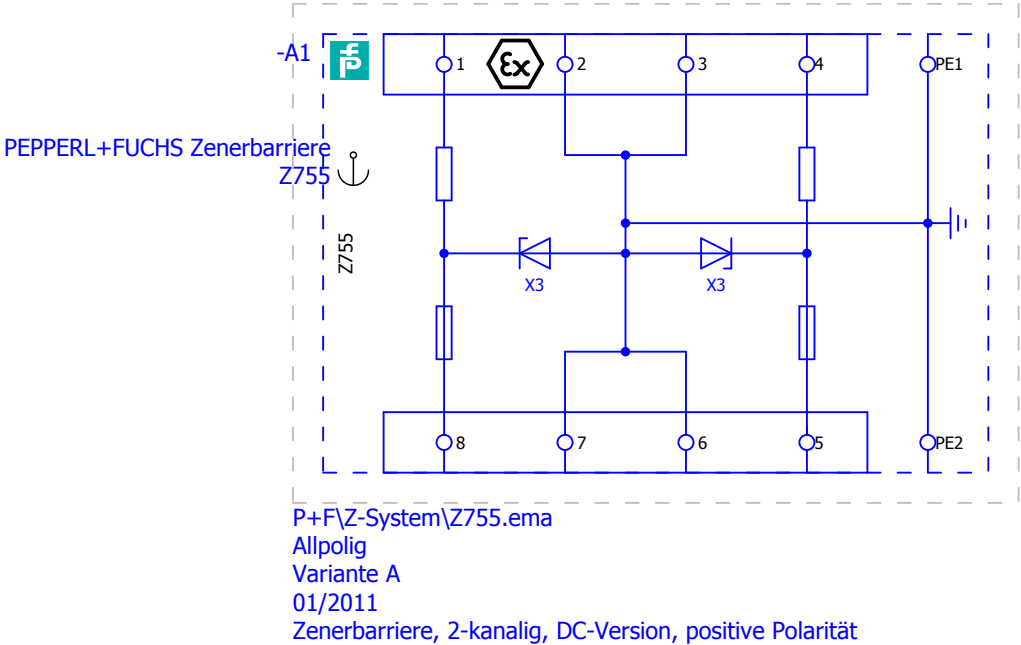 -A1
1
Ex
2
3
4
PE1
PEPPERL+FUCHS Zenerbarriere
Z755
Z755
X3
X3
8
7
6
5
PE2
P+F\Z-System\Z755.ema
Allpolig
Variante A
01/2011
Zenerbarriere, 2-kanalig, DC-Version, positive Polarität